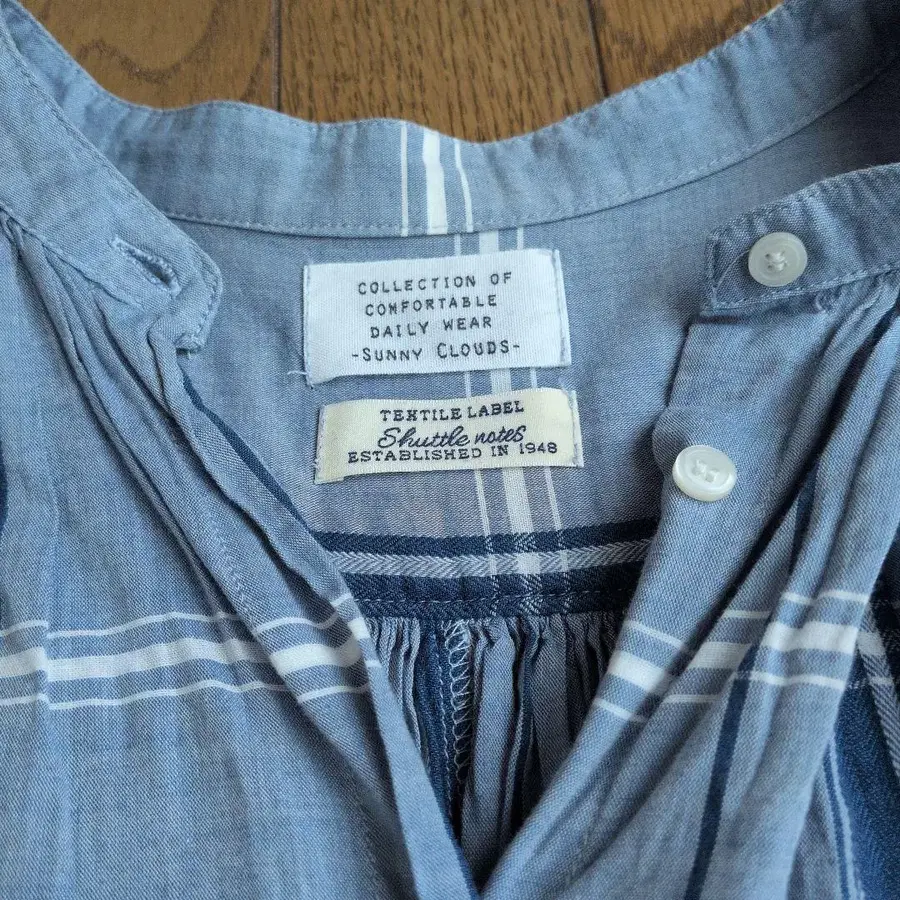 COLLECTION OF
COMFORTABLE
DAILY WEAR
-SUNNY CLOUDS-
TEXTILE LABEL
Shuttle notes
ESTABLISHED IN 1948